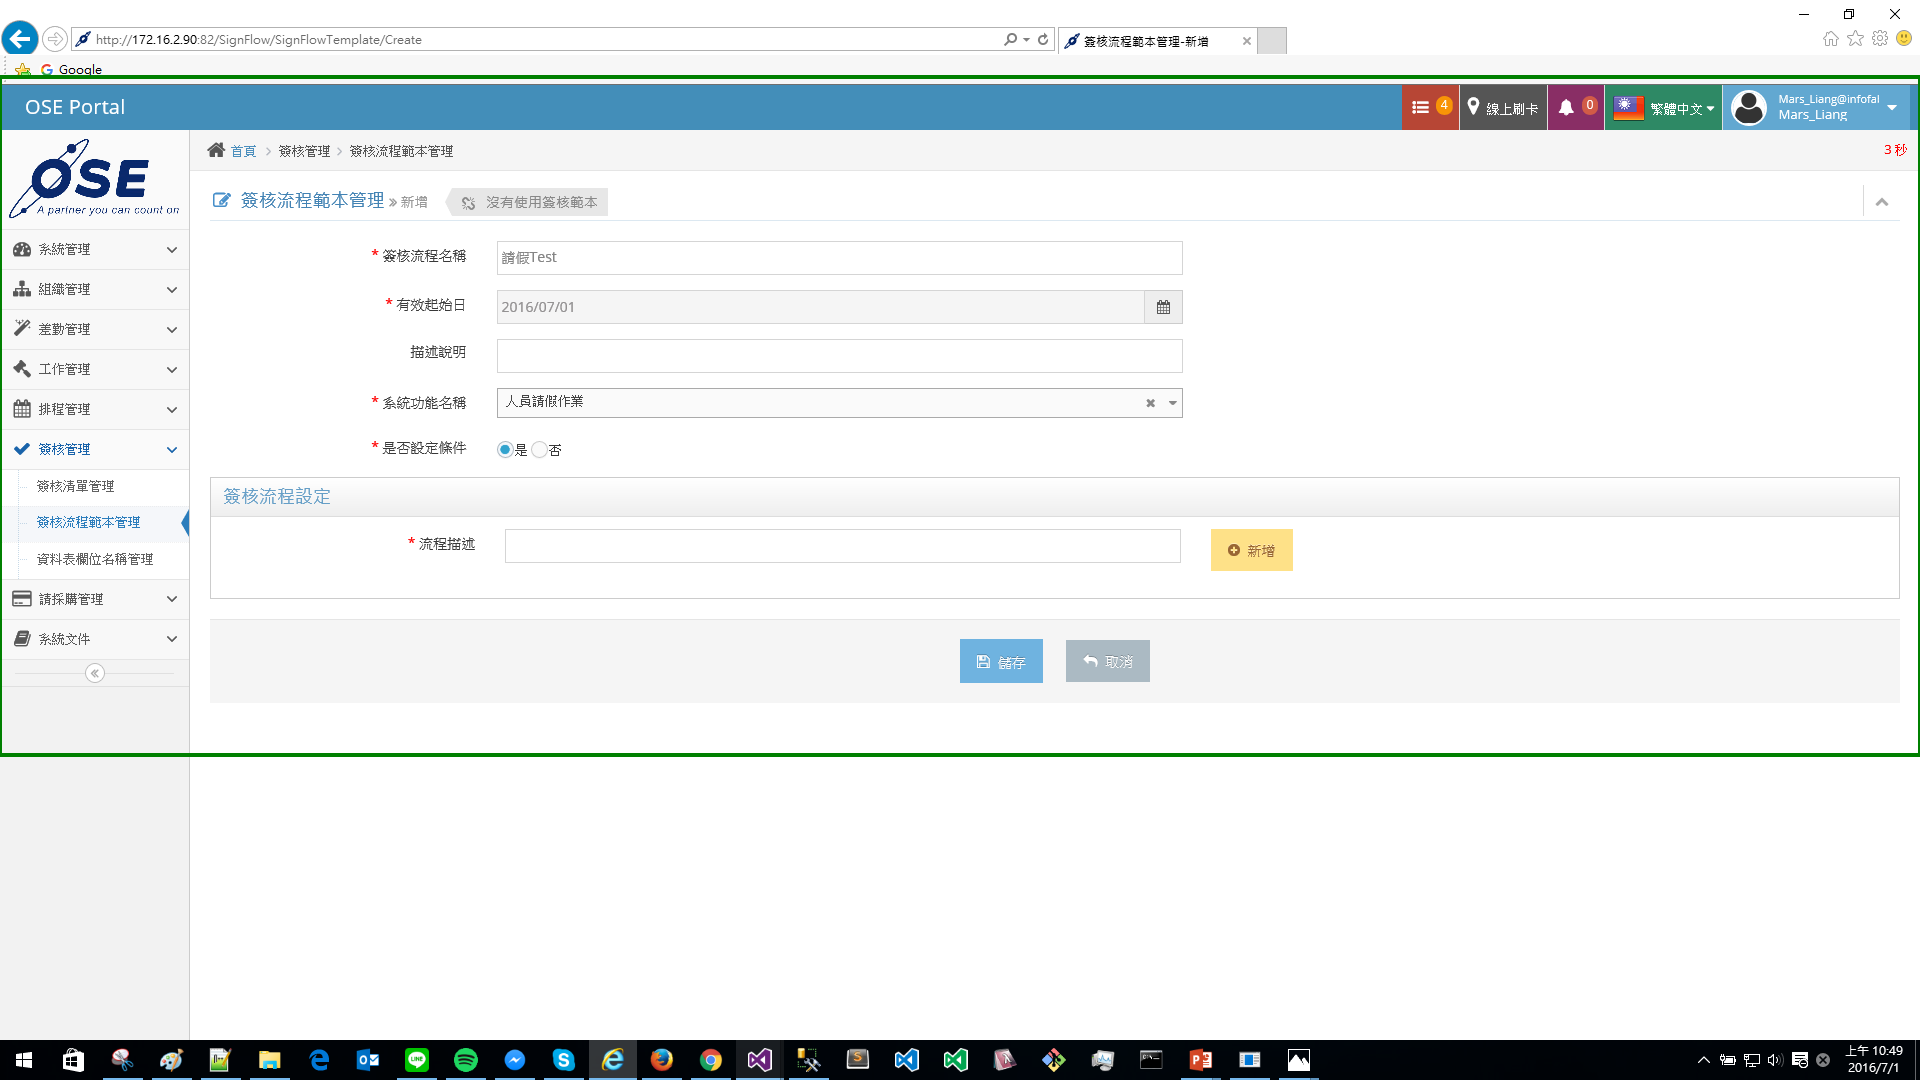 http://172.16.2.90:82/SignFlow/SignFlowTemplate/Create
簽核流程範本管理-新增
Google
OSE Portal
4
線上刷卡
0
繁體中文
Mars_Liang@infofal
Mars_Liang
OSE
A partner you can count on
首頁 > 簽核管理 > 簽核流程範本管理
3 秒
簽核流程範本管理 » 新增
沒有使用簽核範本
系統管理
組織管理
差勤管理
工作管理
排程管理
簽核管理
簽核清單管理
簽核流程範本管理
資料表欄位名稱管理
請採購管理
系統文件
* 簽核流程名稱
請假Test
* 有效起始日
2016/07/01
描述說明
* 系統功能名稱
人員請假作業
* 是否設定條件
是 否
簽核流程設定
* 流程描述
新增
儲存
取消
上午 10:49
2016/7/1